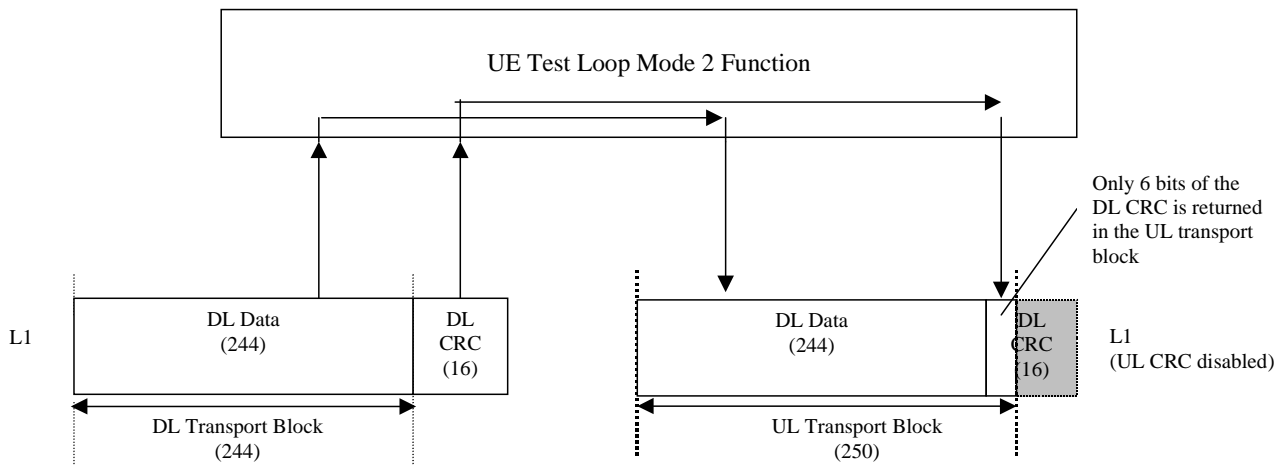 UE Test Loop Mode 2 Function
Only 6 bits of the
DL CRC is returned
in the UL transport
block
L1
DL Data
(244)
DL
CRC
(16)
DL Data
(244)
DL
CRC
(16)
L1
(UL CRC disabled)
DL Transport Block
(244)
UL Transport Block
(250)